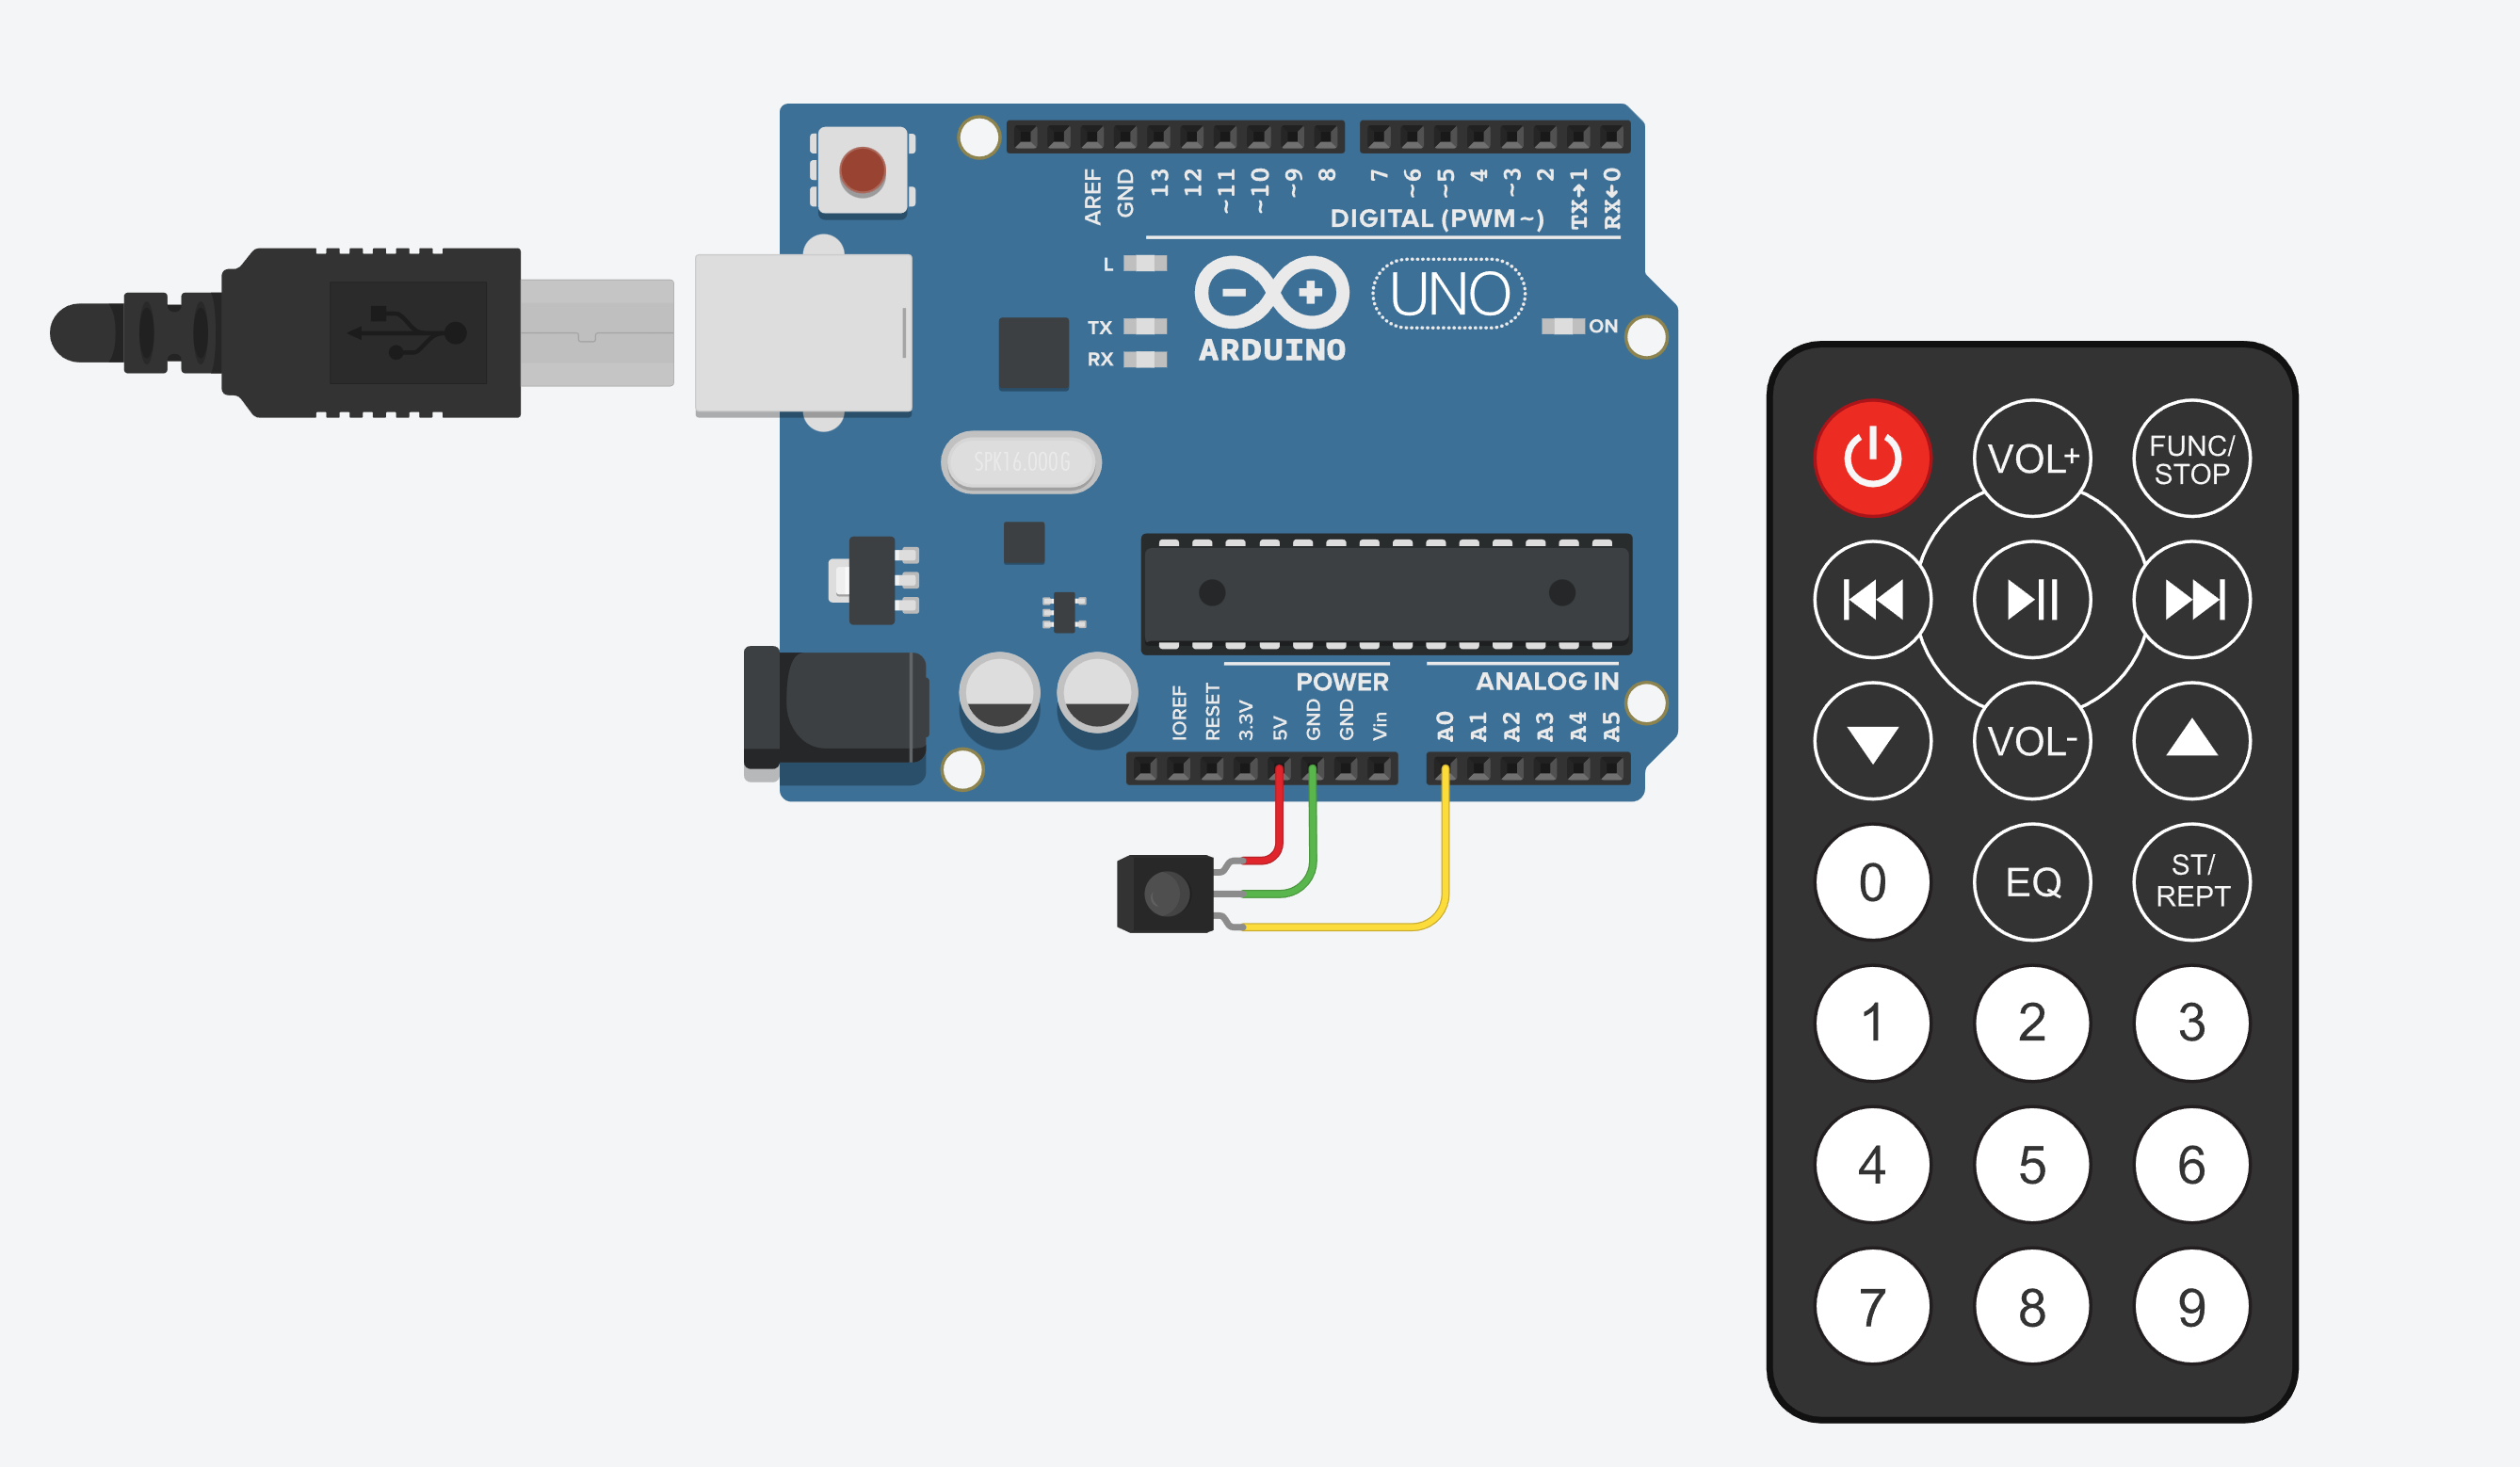 AREF
GND
13
12
~11
~10
~9
8
7
~6
~5
4
~3
2
TX→1
RX←0
DIGITAL (PWM~)
L
TX
RX
ARDUINO
UNO
ON
SPK16.000G
POWER
ANALOG IN
IOREF
RESET
3.3V
5V
GND
GND
Vin
A0
A1
A2
A3
A4
A5
VOL+
FUNC/
STOP
VOL-
0
EQ
ST/
REPT
1
2
3
4
5
6
7
8
9